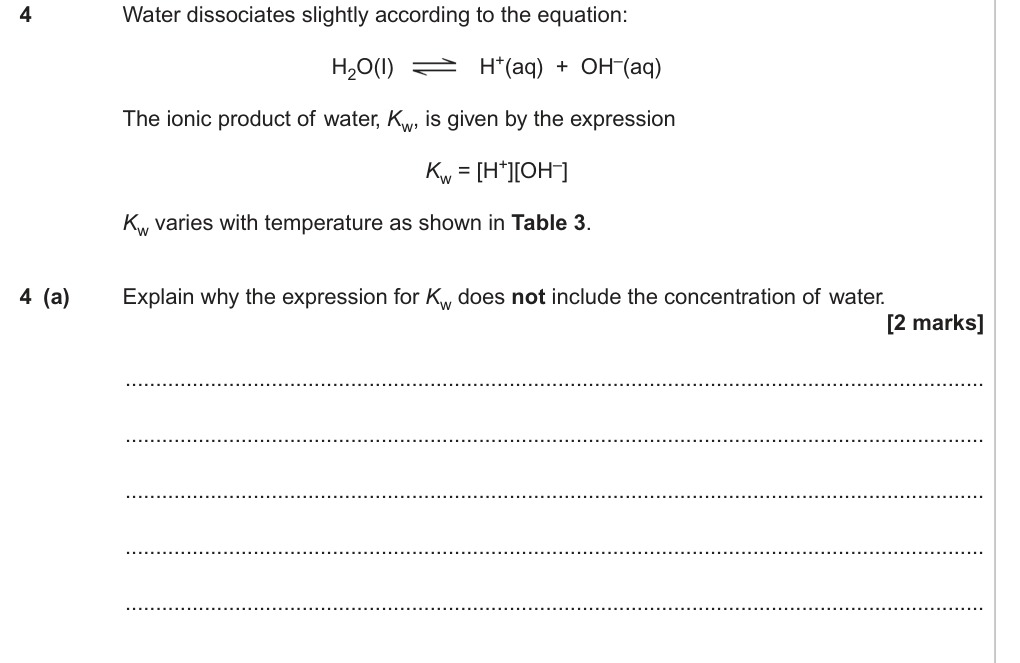 4 Water dissociates slightly according to the equation:
H₂O(l) ⇌ H⁺(aq) + OH⁻(aq)
The ionic product of water, K_w, is given by the expression
K_w = [H⁺][OH⁻]
K_w varies with temperature as shown in Table 3.
4 (a) Explain why the expression for K_w does not include the concentration of water.
[2 marks]